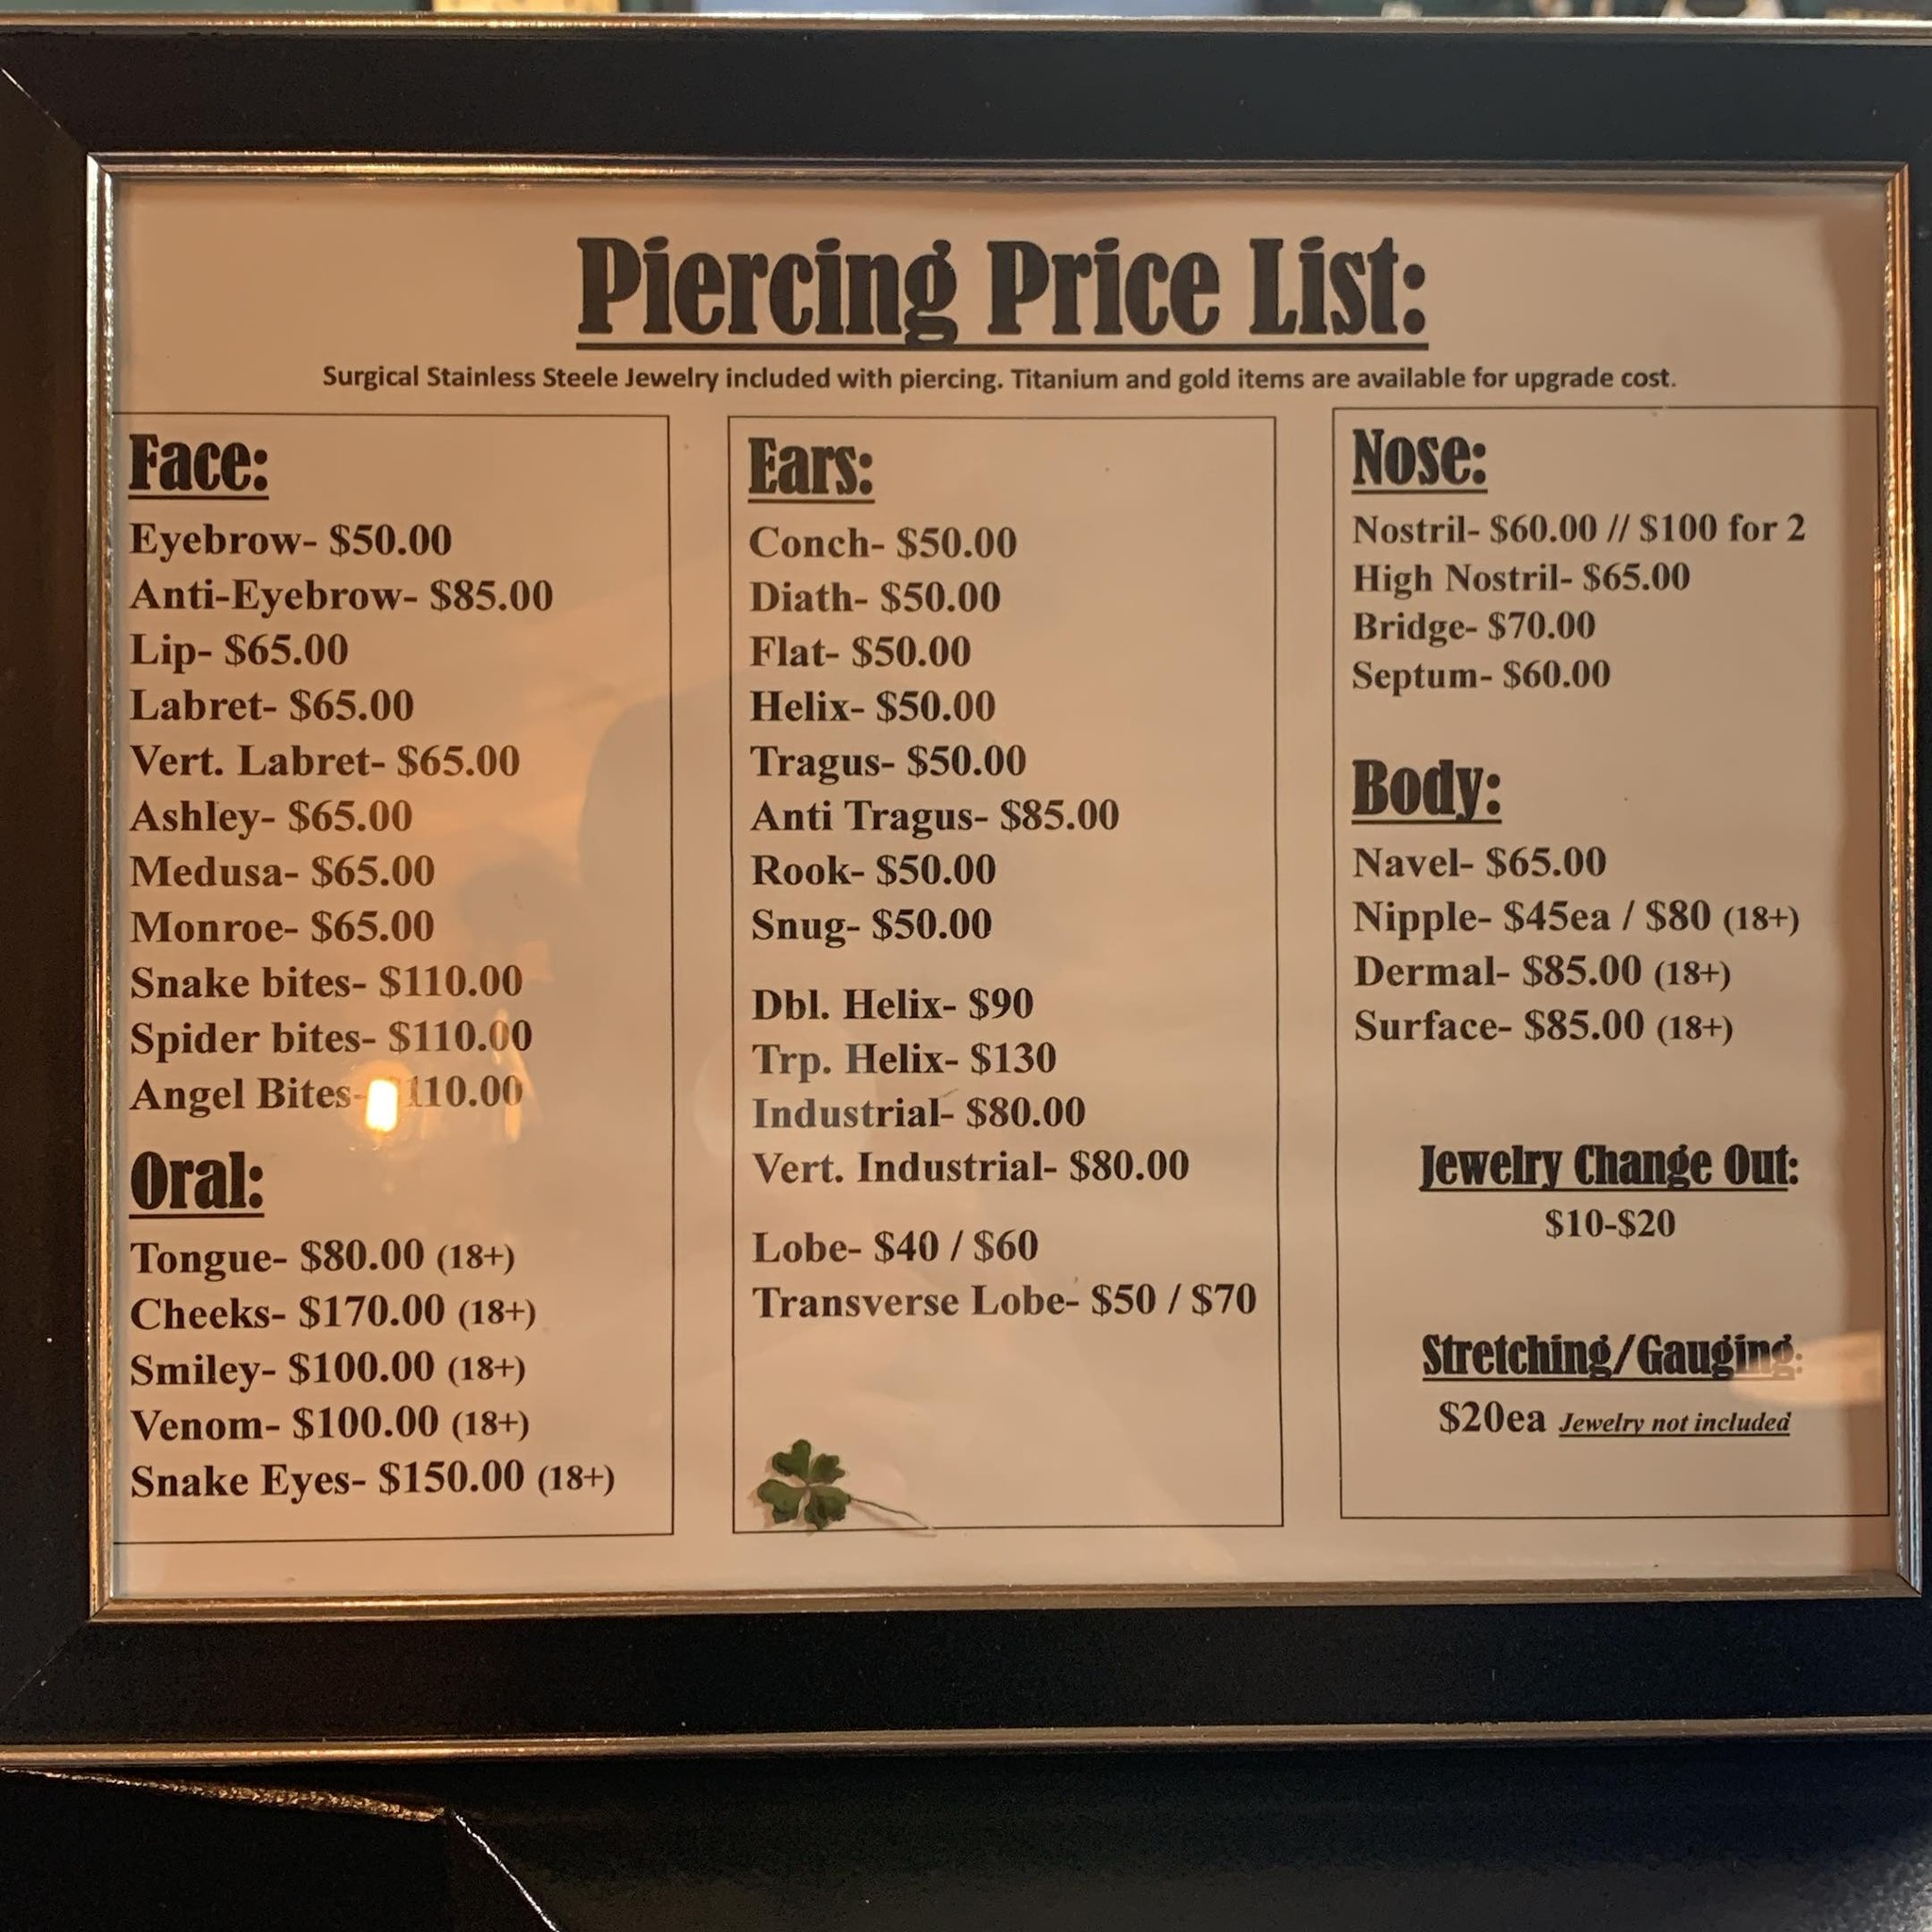 Piercing Price List:
Surgical Stainless Steele Jewelry included with piercing. Titanium and gold items are available for upgrade cost.
Face:
Eyebrow- $50.00
Anti-Eyebrow- $85.00
Lip- $65.00
Labret- $65.00
Vert. Labret- $65.00
Ashley- $65.00
Medusa- $65.00
Monroe- $65.00
Snake bites- $110.00
Spider bites- $110.00
Angel Bites- $110.00
Oral:
Tongue- $80.00 (18+)
Cheeks- $170.00 (18+)
Smiley- $100.00 (18+)
Venom- $100.00 (18+)
Snake Eyes- $150.00 (18+)
Ears:
Conch- $50.00
Diath- $50.00
Flat- $50.00
Helix- $50.00
Tragus- $50.00
Anti Tragus- $85.00
Rook- $50.00
Snug- $50.00
Dbl. Helix- $90
Trp. Helix- $130
Industrial- $80.00
Vert. Industrial- $80.00
Lobe- $40 / $60
Transverse Lobe- $50 / $70
Nose:
Nostril- $60.00 // $100 for 2
High Nostril- $65.00
Bridge- $70.00
Septum- $60.00
Body:
Navel- $65.00
Nipple- $45ea / $80 (18+)
Dermal- $85.00 (18+)
Surface- $85.00 (18+)
Jewelry Change Out:
$10-$20
Stretching/Gauging:
$20ea Jewelry not included